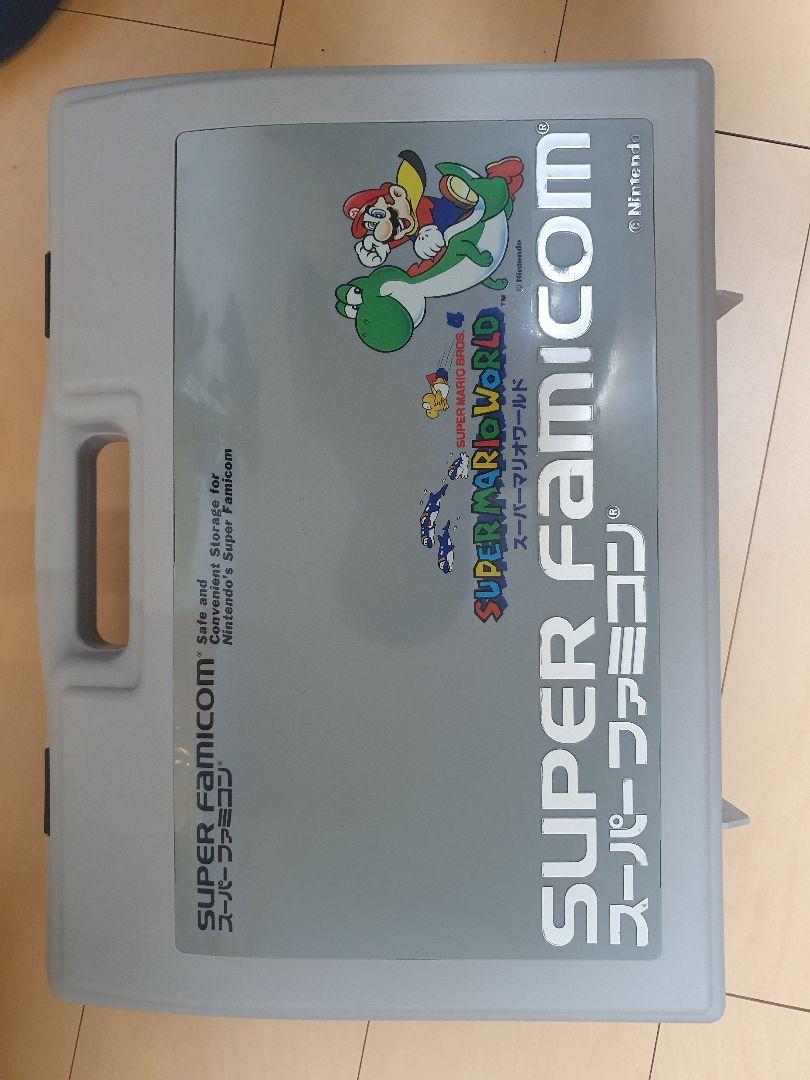 SUPER FAMICOM®
スーパーファミコン®
Safe and
Convenient Storage for
Nintendo's Super Famicom
SUPER MARIO BROS. 4
SUPER MARIO WORLD™
スーパーマリオワールド
© Nintendo
SUPER FAMICOM®
スーパーファミコン®
© Nintendo